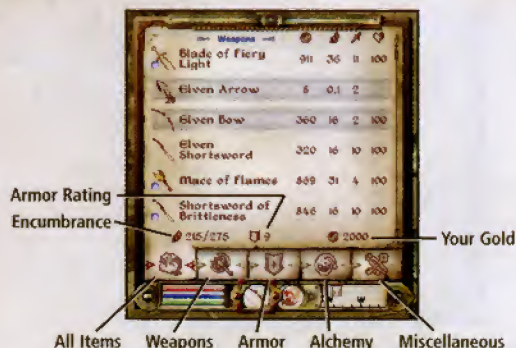 Weapons
Blade of Fiery Light 911 36 11 100
Elven Arrow 5 0.1 2
Elven Bow 360 16 2 100
Elven Shortsword 320 16 10 100
Mace of Flames 869 31 4 100
Shortsword of Brittleness 846 16 10 100
Armor Rating
Encumbrance
215/275 9 2000
Your Gold
All Items Weapons Armor Alchemy Miscellaneous